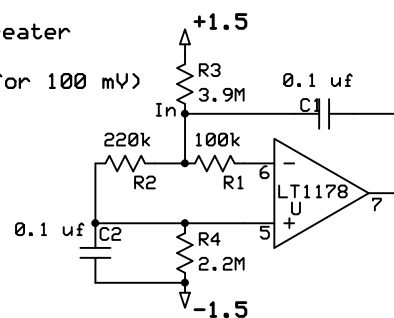 +1.5
eater
R3
0.1 uf
for 100 mV)
3.9M
C1
In
220k
100k
6
−
LT1178
R2
R1
U
7
0.1 uf
C2
5
+
R4
2.2M
-1.5